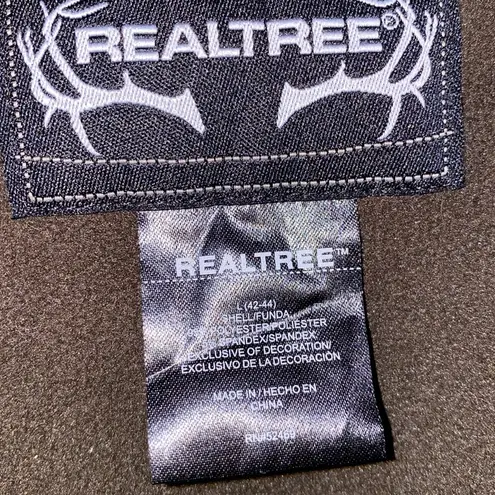 REALTREE®
REALTREE™
L (42-44)
SHELL/FUNDA:
POLYESTER/POLIÉSTER
SPANDEX/SPANDEX;
EXCLUSIVE OF DECORATION/
EXCLUSIVO DE LA DECORACIÓN
MADE IN / HECHO EN
CHINA